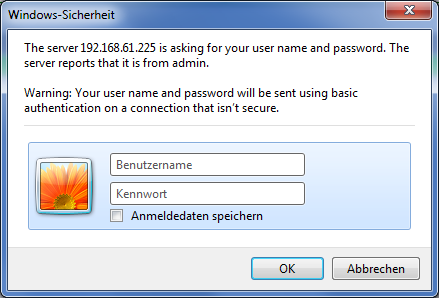 Windows-Sicherheit
The server 192.168.61.225 is asking for your user name and password. The
server reports that it is from admin.
Warning: Your user name and password will be sent using basic
authentication on a connection that isn't secure.
Benutzername
Kennwort
Anmeldedaten speichern
OK
Abbrechen